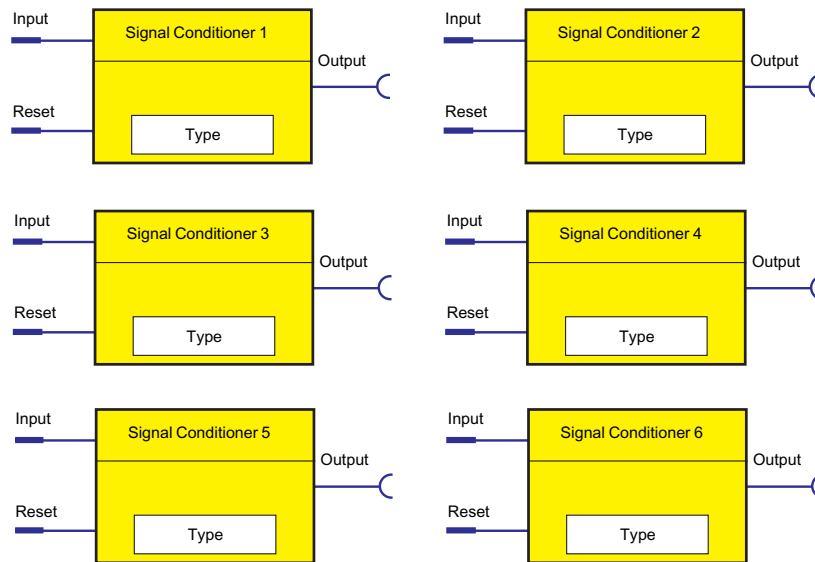 Input
Signal Conditioner 1
Output
Reset
Type
Input
Signal Conditioner 2
Output
Reset
Type
Input
Signal Conditioner 3
Output
Reset
Type
Input
Signal Conditioner 4
Output
Reset
Type
Input
Signal Conditioner 5
Output
Reset
Type
Input
Signal Conditioner 6
Output
Reset
Type